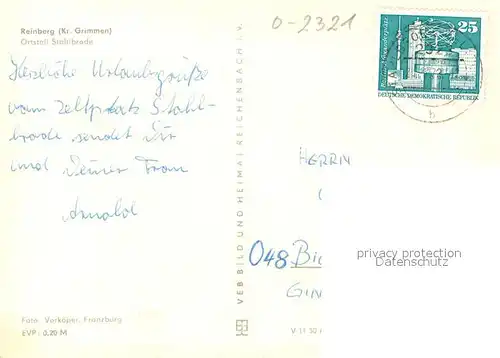 Reinberg (Kr. Grimmen)
Ortsteil Stahlbrode
Herzliche Urlaubsgrüße
vom Zeltplatz Stahl-
brode sendet Dir
und Deiner Frau
Arnold
Foto: Verköper, Franzburg
EVP: 0,20 M
VEB BILD UND HEIMAT REICHENBACH i. V.
0-2321
25
DEUTSCHE DEMOKRATISCHE REPUBLIK
b
HERRN
048
privacy protection
Datenschutz
V 11 50